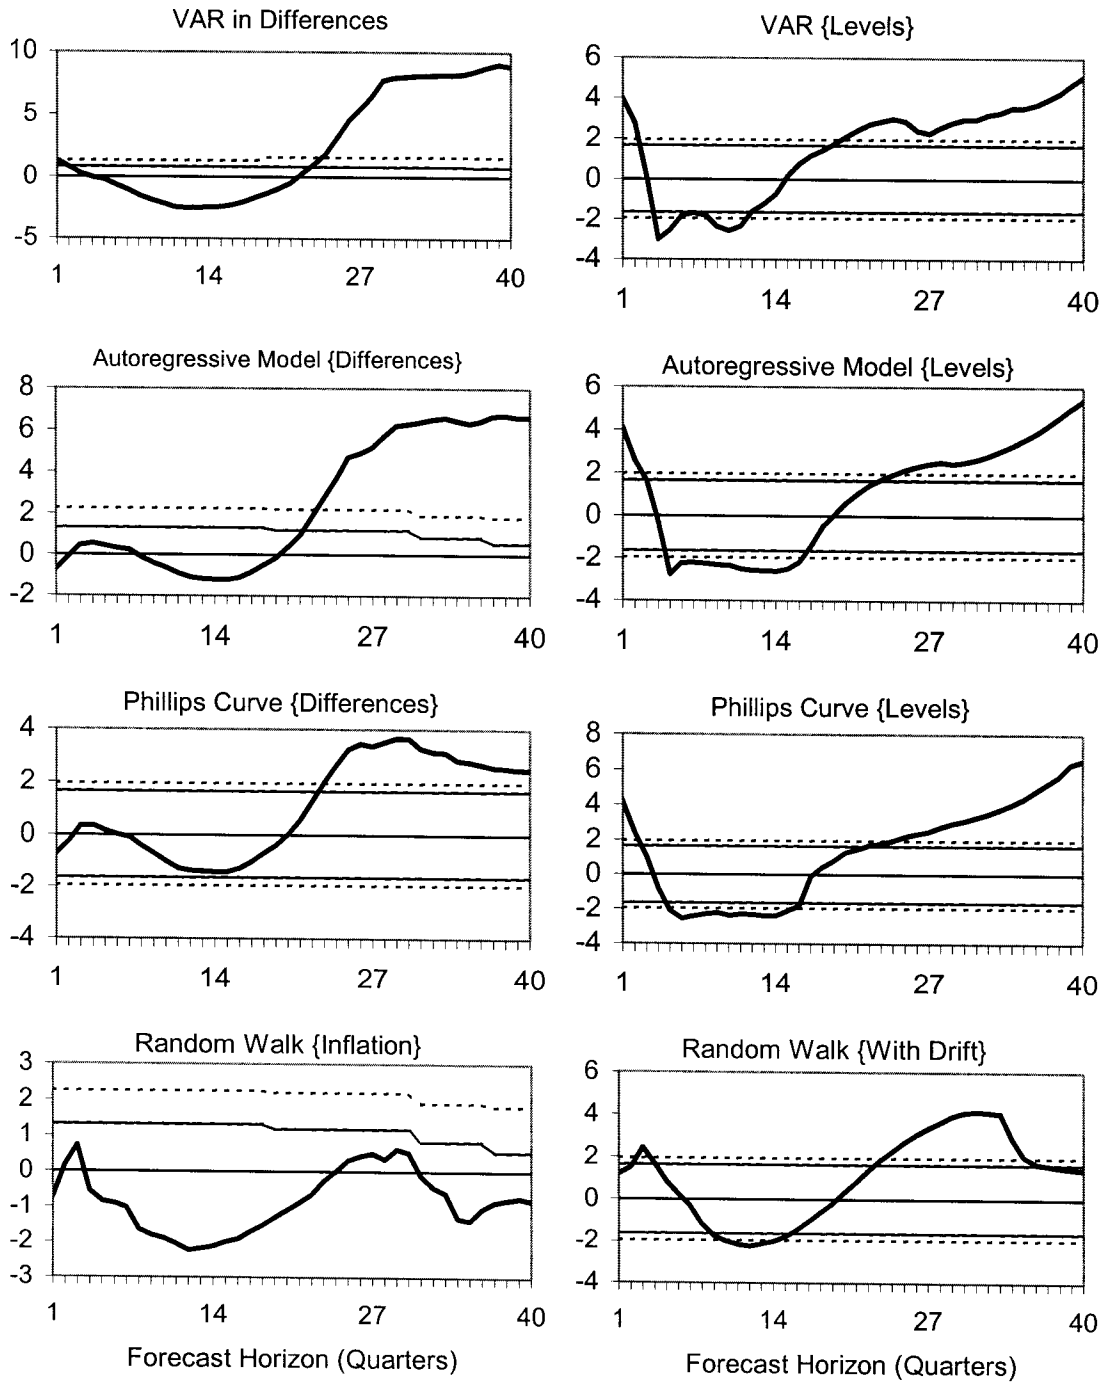 VAR in Differences
10
5
0
-5
1 14 27 40
VAR {Levels}
6
4
2
0
-2
-4
1 14 27 40
Autoregressive Model {Differences}
8
6
4
2
0
-2
1 14 27 40
Autoregressive Model {Levels}
6
4
2
0
-2
-4
1 14 27 40
Phillips Curve {Differences}
4
2
0
-2
-4
1 14 27 40
Phillips Curve {Levels}
8
6
4
2
0
-2
-4
1 14 27 40
Random Walk {Inflation}
3
2
1
0
-1
-2
-3
1 14 27 40
Forecast Horizon (Quarters)
Random Walk {With Drift}
6
4
2
0
-2
-4
1 14 27 40
Forecast Horizon (Quarters)